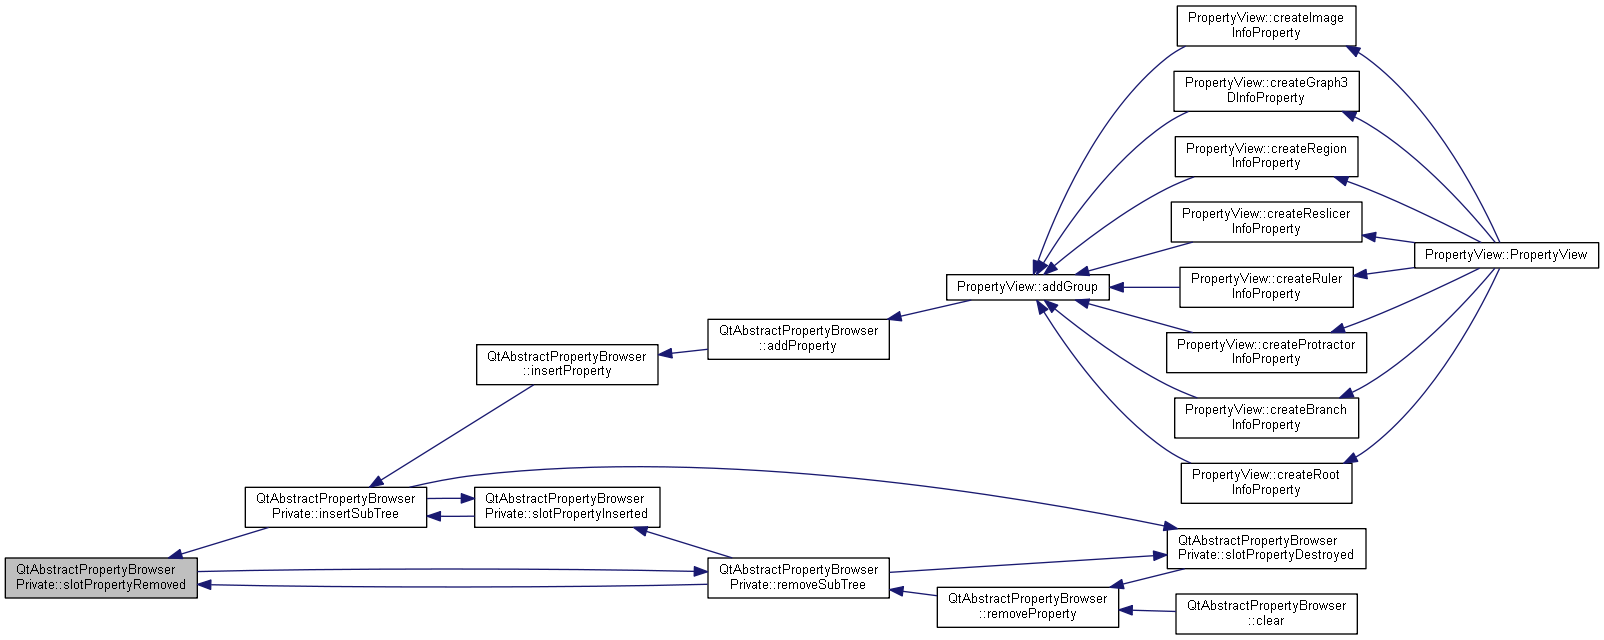 PropertyView::createImage
InfoProperty
PropertyView::createGraph3
DInfoProperty
PropertyView::createRegion
InfoProperty
PropertyView::createReslicer
InfoProperty
PropertyView::PropertyView
PropertyView::createRuler
InfoProperty
PropertyView::addGroup
QtAbstractPropertyBrowser
::addProperty
PropertyView::createProtractor
InfoProperty
QtAbstractPropertyBrowser
::insertProperty
PropertyView::createBranch
InfoProperty
PropertyView::createRoot
InfoProperty
QtAbstractPropertyBrowser
Private::insertSubTree
QtAbstractPropertyBrowser
Private::slotPropertyInserted
QtAbstractPropertyBrowser
Private::slotPropertyDestroyed
QtAbstractPropertyBrowser
Private::slotPropertyRemoved
QtAbstractPropertyBrowser
Private::removeSubTree
QtAbstractPropertyBrowser
::removeProperty
QtAbstractPropertyBrowser
::clear